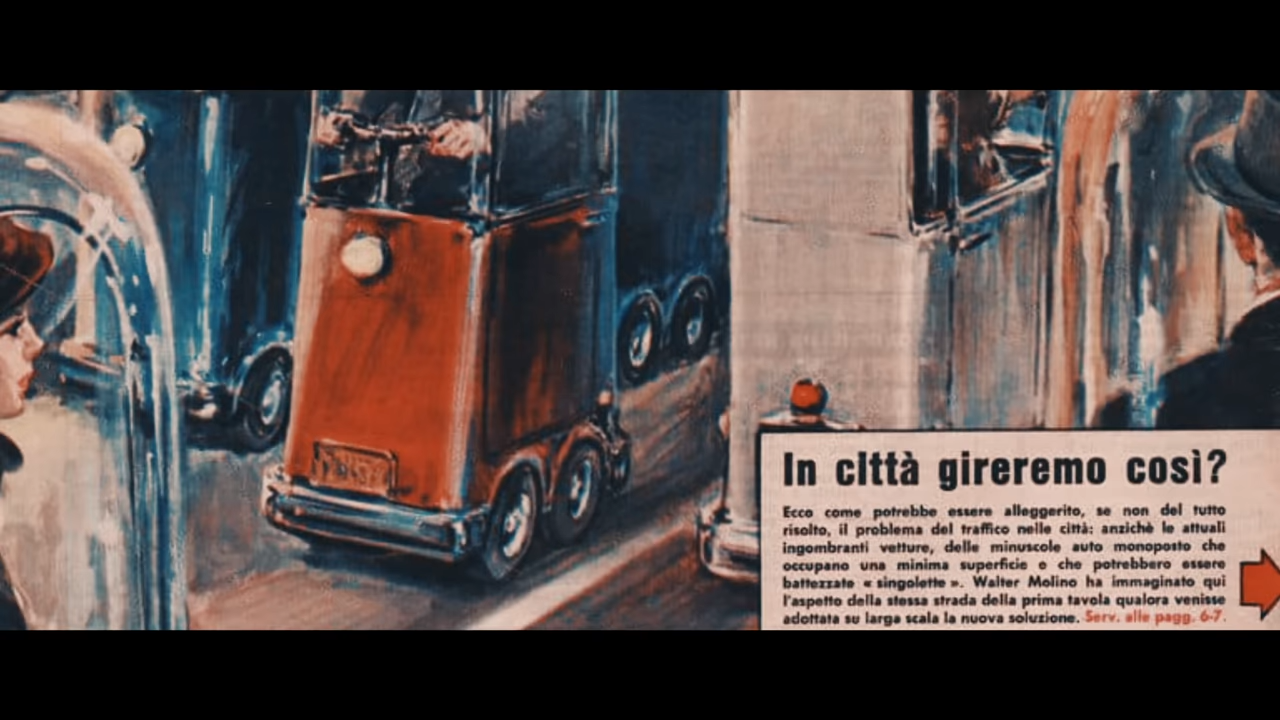 In città gireremo così?
Ecco come potrebbe essere alleggerito, se non del tutto
risolto, il problema del traffico nelle città: anzichè le attuali
ingombranti vetture, delle minuscole auto monoposto che
occupano una minima superficie e che potrebbero essere
battezzate « singolette ». Walter Molino ha immaginato qui
l'aspetto della stessa strada della prima tavola qualora venisse
adottata su larga scala la nuova soluzione. Serv. alle pagg. 6-7.